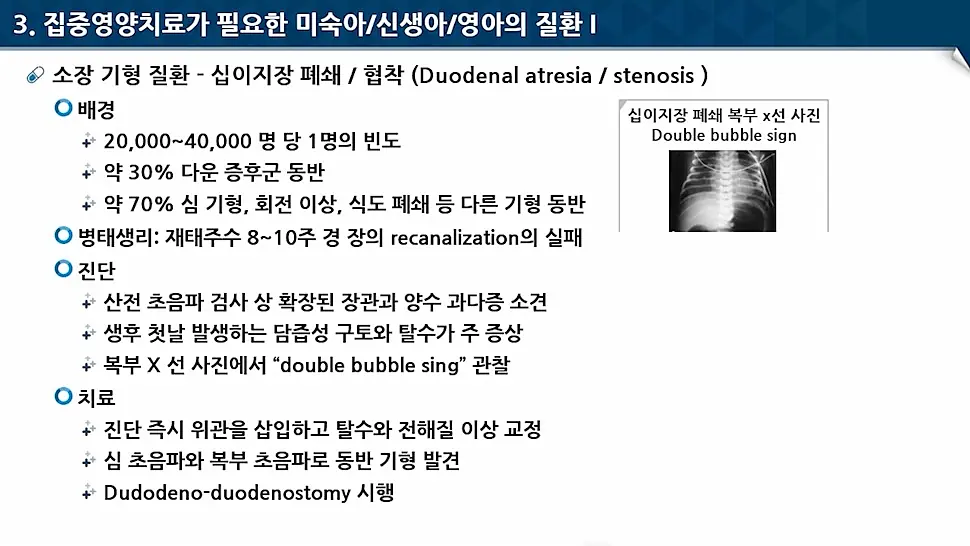 3. 집중영양치료가 필요한 미숙아/신생아/영아의 질환 I
소장 기형 질환 - 십이지장 폐쇄 / 협착 (Duodenal atresia / stenosis )
배경
20,000~40,000 명 당 1명의 빈도
약 30% 다운 증후군 동반
약 70% 심 기형, 회전 이상, 식도 폐쇄 등 다른 기형 동반
병태생리: 재태주수 8~10주 경 장의 recanalization의 실패
진단
산전 초음파 검사 상 확장된 장관과 양수 과다증 소견
생후 첫날 발생하는 담즙성 구토와 탈수가 주 증상
복부 X 선 사진에서 “double bubble sing” 관찰
치료
진단 즉시 위관을 삽입하고 탈수와 전해질 이상 교정
심 초음파와 복부 초음파로 동반 기형 발견
Dudodeno-duodenostomy 시행
십이지장 폐쇄 복부 x선 사진
Double bubble sign